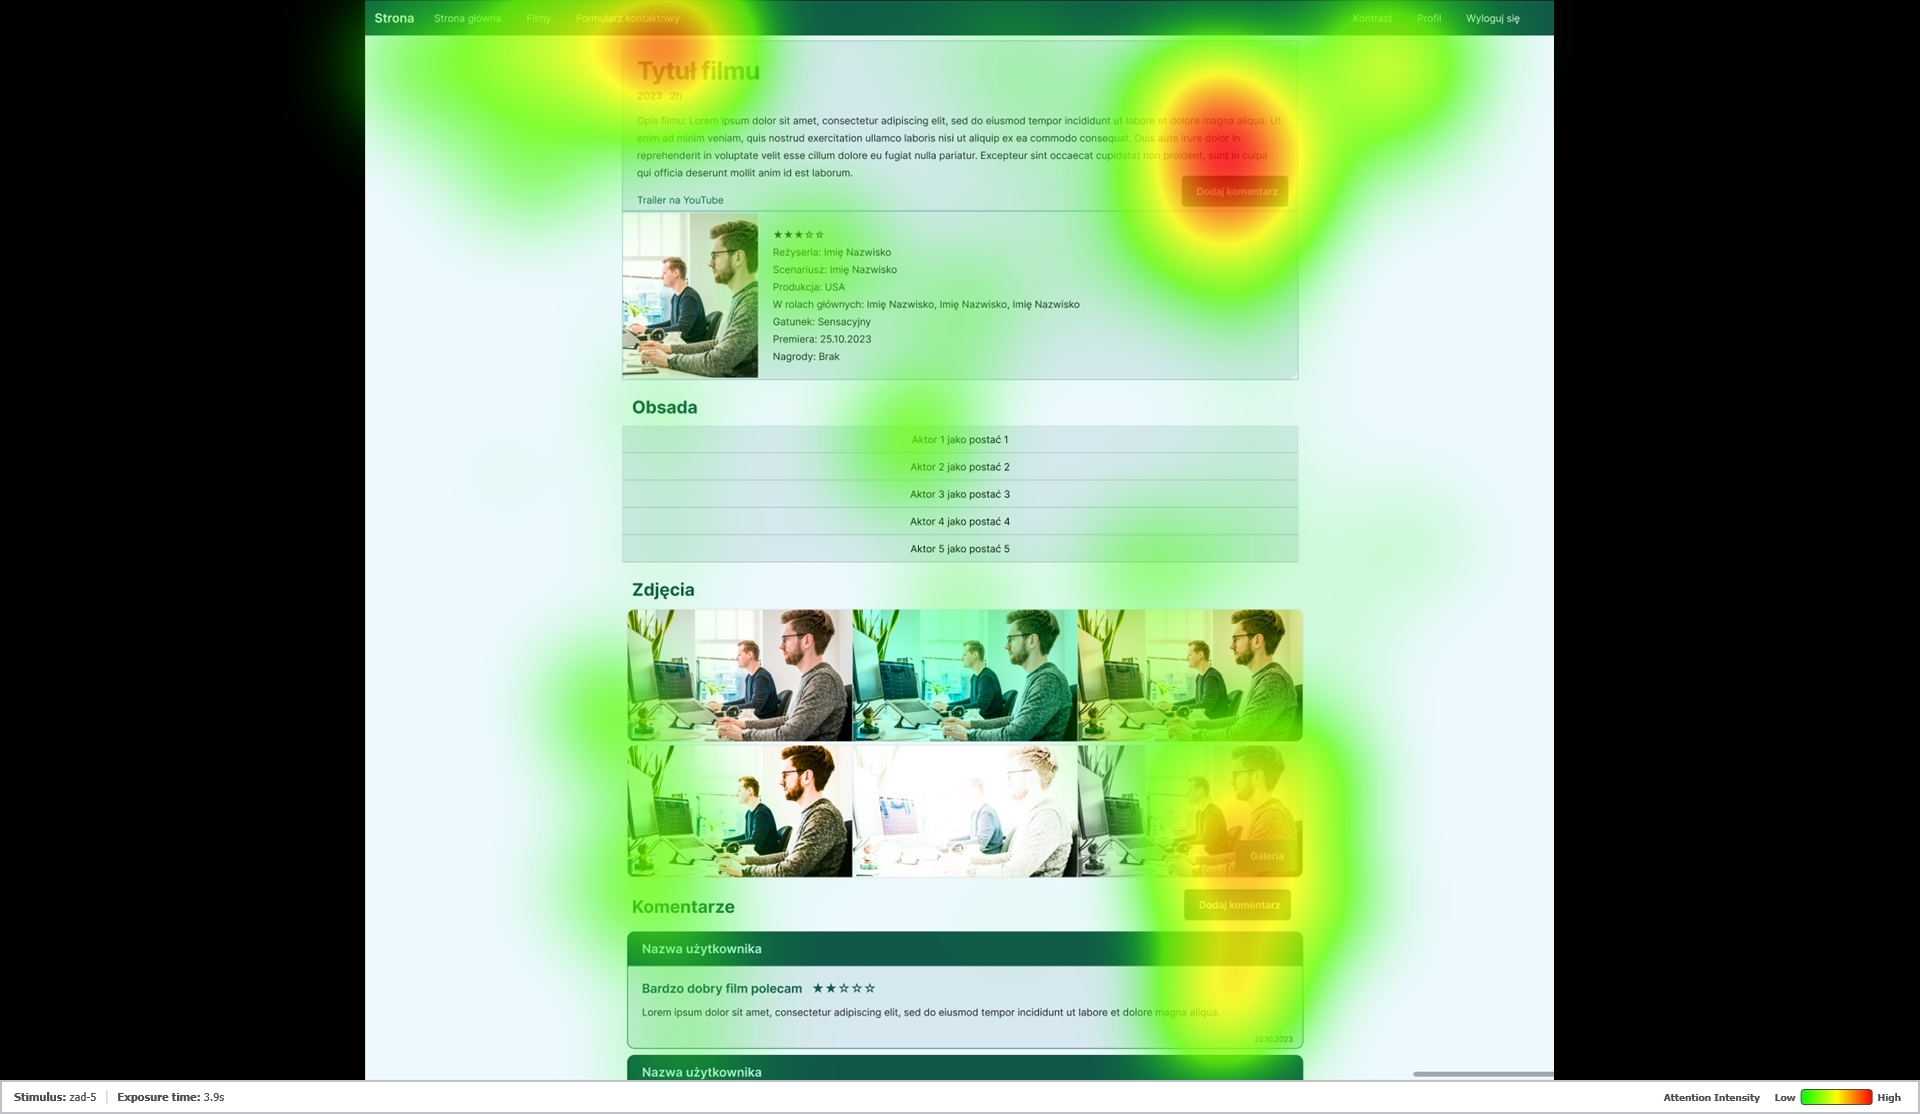 Strona Strona główna Filmy Formularz kontaktowy Kontrast Profil Wyloguj się
Tytuł filmu
2023 2h
Opis filmu: Lorem ipsum dolor sit amet, consectetur adipiscing elit, sed do eiusmod tempor incididunt ut labore et dolore magna aliqua. Ut
enim ad minim veniam, quis nostrud exercitation ullamco laboris nisi ut aliquip ex ea commodo consequat. Duis aute irure dolor in
reprehenderit in voluptate velit esse cillum dolore eu fugiat nulla pariatur. Excepteur sint occaecat cupidatat non proident, sunt in culpa
qui officia deserunt mollit anim id est laborum.
Dodaj komentarz
Trailer na YouTube
★★★☆☆
Reżyseria: Imię Nazwisko
Scenariusz: Imię Nazwisko
Produkcja: USA
W rolach głównych: Imię Nazwisko, Imię Nazwisko, Imię Nazwisko
Gatunek: Sensacyjny
Premiera: 25.10.2023
Nagrody: Brak
Obsada
Aktor 1 jako postać 1
Aktor 2 jako postać 2
Aktor 3 jako postać 3
Aktor 4 jako postać 4
Aktor 5 jako postać 5
Zdjęcia
Galeria
Komentarze Dodaj komentarz
Nazwa użytkownika
Bardzo dobry film polecam ★★☆☆☆
Lorem ipsum dolor sit amet, consectetur adipiscing elit, sed do eiusmod tempor incididunt ut labore et dolore magna aliqua.
25.10.2023
Nazwa użytkownika
Stimulus: zad-5 Exposure time: 3.9s Attention Intensity Low High